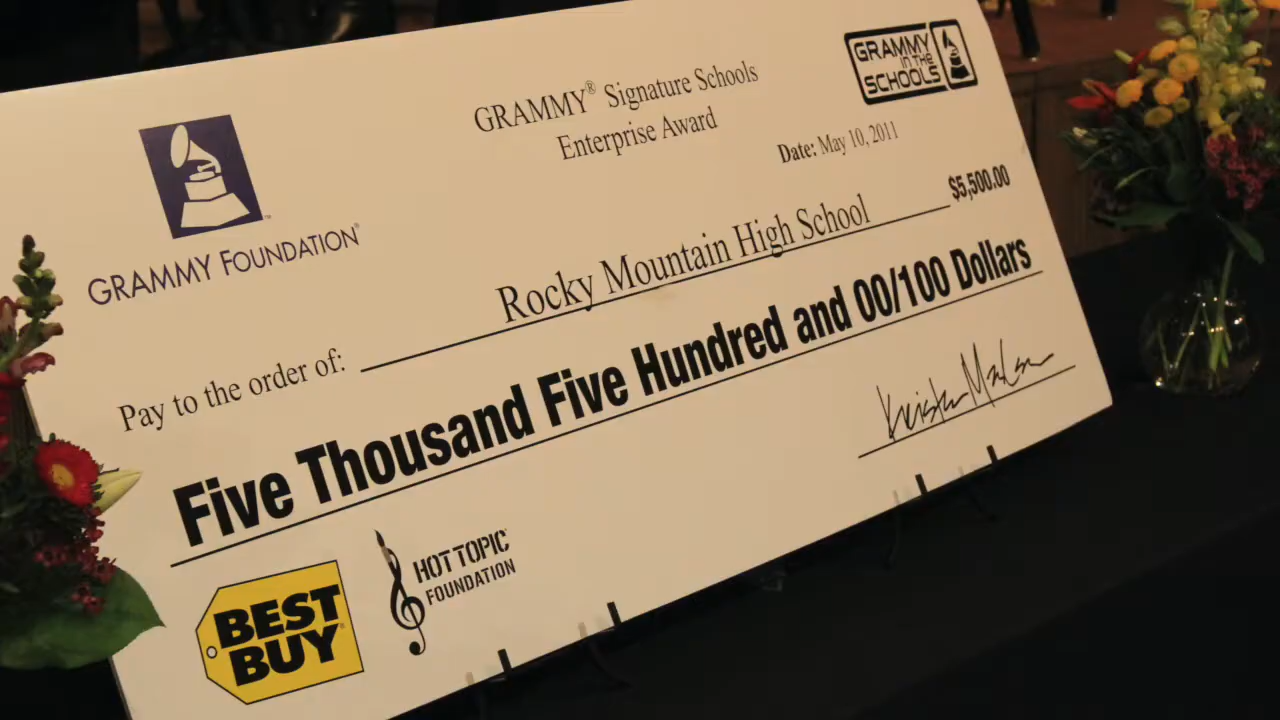 GRAMMY® Signature Schools
Enterprise Award
GRAMMY
IN THE
SCHOOLS
Date: May 10, 2011
GRAMMY FOUNDATION®
$5,500.00
Pay to the order of: Rocky Mountain High School
Five Thousand Five Hundred and 00/100 Dollars
BEST
BUY
HOT TOPIC
FOUNDATION